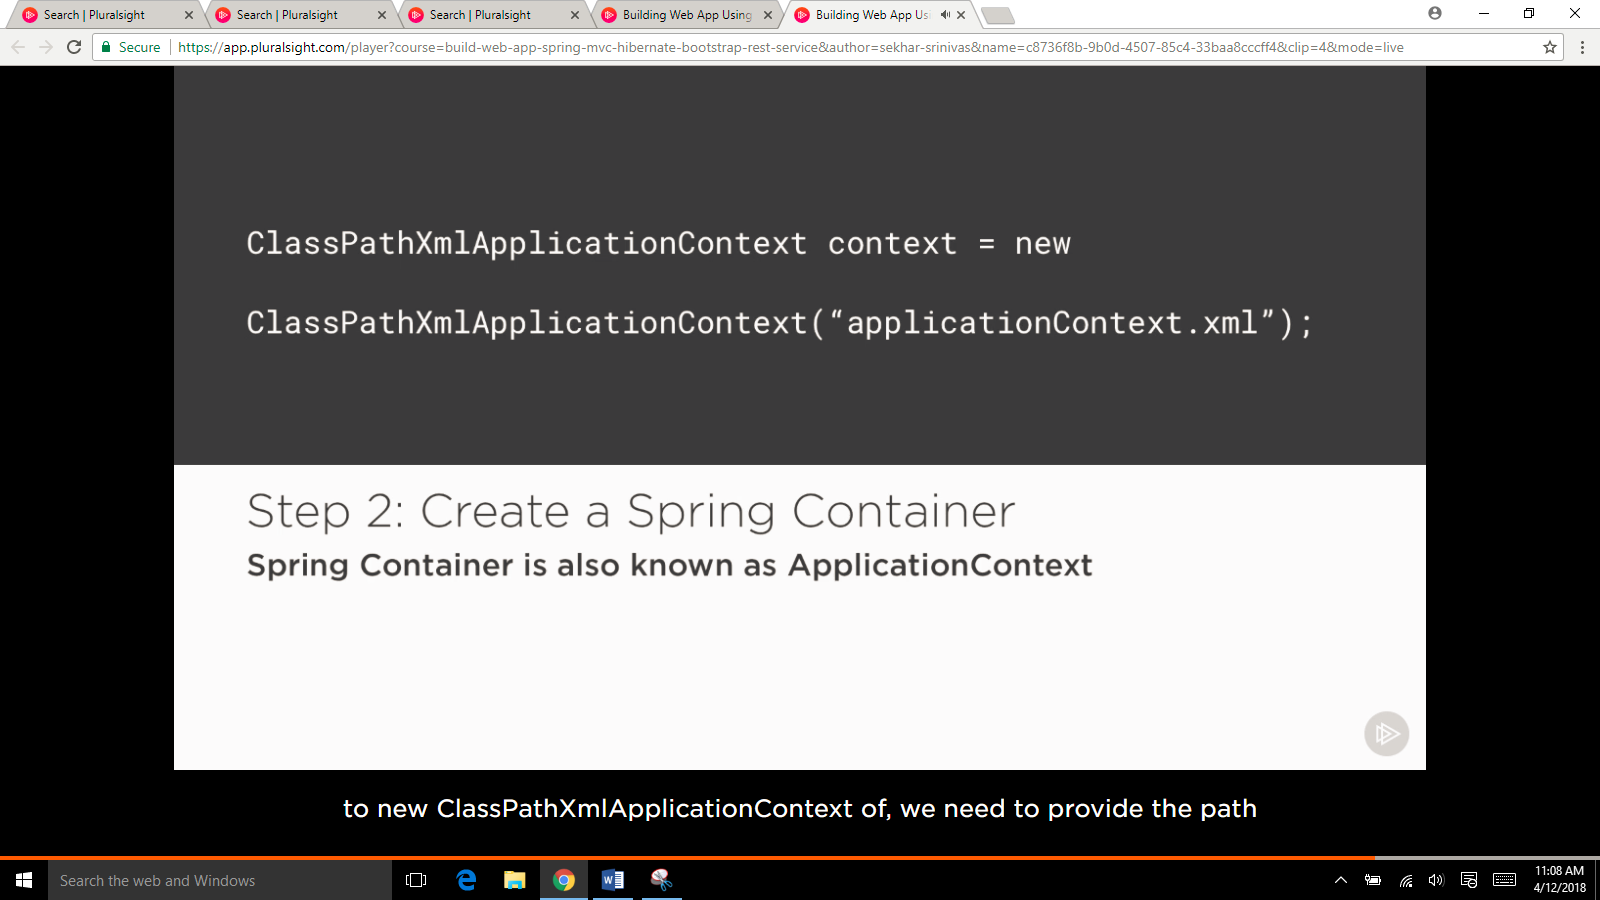 Search | Pluralsight
Search | Pluralsight
Search | Pluralsight
Building Web App Using
Building Web App Us
Secure
https://app.pluralsight.com/player?course=build-web-app-spring-mvc-hibernate-bootstrap-rest-service&author=sekhar-srinivas&name=c8736f8b-9b0d-4507-85c4-33baa8cccff4&clip=4&mode=live
ClassPathXmlApplicationContext context = new
ClassPathXmlApplicationContext(“applicationContext.xml”);
Step 2: Create a Spring Container
Spring Container is also known as ApplicationContext
to new ClassPathXmlApplicationContext of, we need to provide the path
Search the web and Windows
11:08 AM
4/12/2018